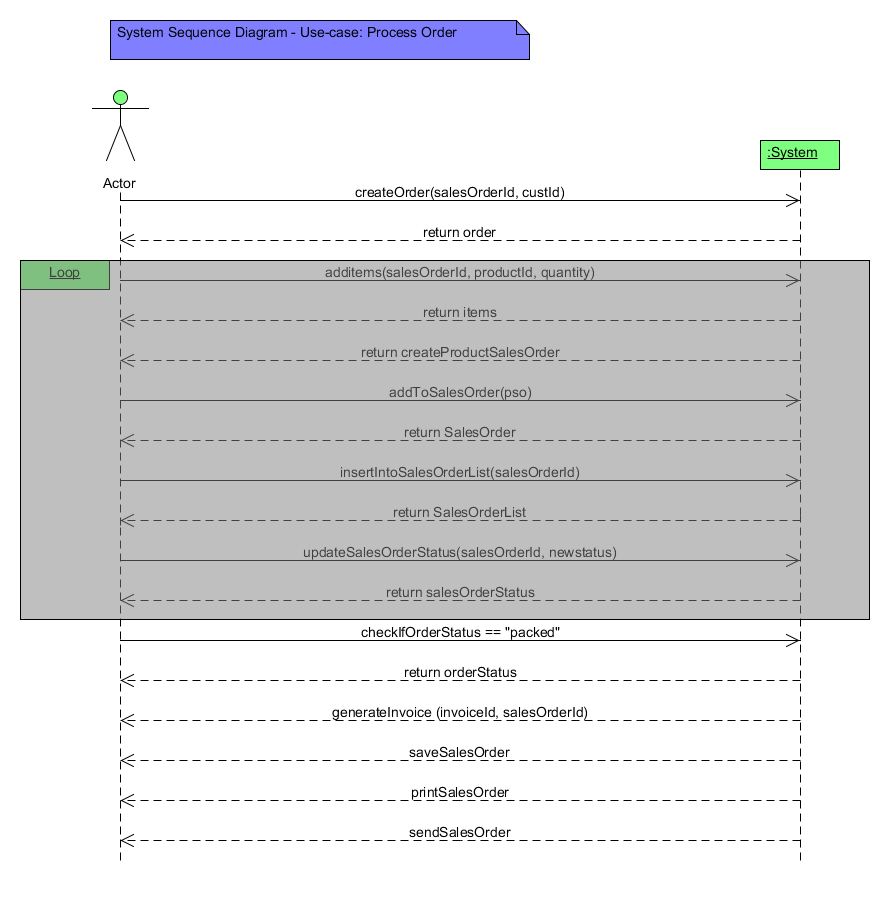 System Sequence Diagram - Use-case: Process Order
:System
Actor
createOrder(salesOrderId, custId)
return order
Loop
additems(salesOrderId, productId, quantity)
return items
return createProductSalesOrder
addToSalesOrder(pso)
return SalesOrder
insertIntoSalesOrderList(salesOrderId)
return SalesOrderList
updateSalesOrderStatus(salesOrderId, newstatus)
return salesOrderStatus
checkIfOrderStatus == "packed"
return orderStatus
generateInvoice (invoiceId, salesOrderId)
saveSalesOrder
printSalesOrder
sendSalesOrder